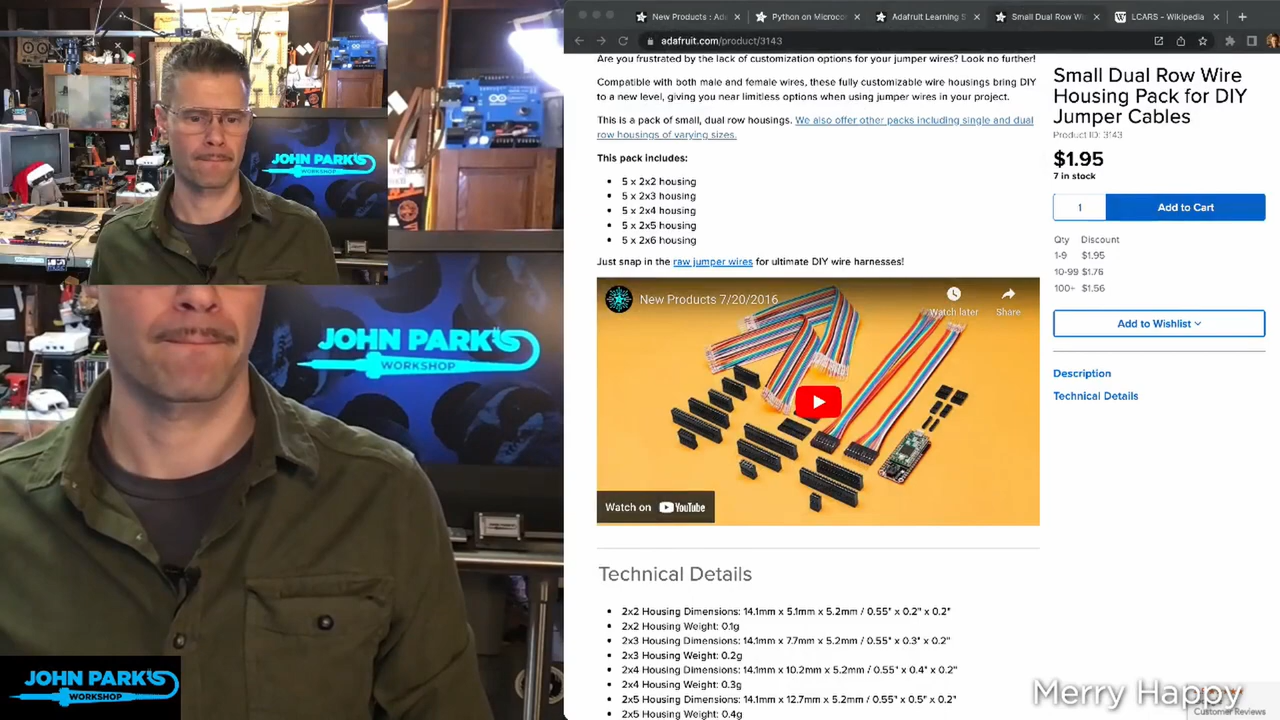 JOHN PARK'S
WORKSHOP
JOHN PARK'S
WORKSHOP
JOHN PARK'S
WORKSHOP
New Products : Ad
Python on Microco
Adafruit Learning S
Small Dual Row Wi
LCARS - Wikipedia
adafruit.com/product/3143
Are you frustrated by the lack of customization options for your jumper wires? Look no further!
Compatible with both male and female wires, these fully customizable wire housings bring DIY
to a new level, giving you near limitless options when using jumper wires in your project.
This is a pack of small, dual row housings. We also offer other packs including single and dual
row housings of varying sizes.
This pack includes:
5 x 2x2 housing
5 x 2x3 housing
5 x 2x4 housing
5 x 2x5 housing
5 x 2x6 housing
Just snap in the raw jumper wires for ultimate DIY wire harnesses!
New Products 7/20/2016
Watch later
Share
Watch on YouTube
Technical Details
2x2 Housing Dimensions: 14.1mm x 5.1mm x 5.2mm / 0.55" x 0.2" x 0.2"
2x2 Housing Weight: 0.1g
2x3 Housing Dimensions: 14.1mm x 7.7mm x 5.2mm / 0.55" x 0.3" x 0.2"
2x3 Housing Weight: 0.2g
2x4 Housing Dimensions: 14.1mm x 10.2mm x 5.2mm / 0.55" x 0.4" x 0.2"
2x4 Housing Weight: 0.3g
2x5 Housing Dimensions: 14.1mm x 12.7mm x 5.2mm / 0.55" x 0.5" x 0.2"
2x5 Housing Weight: 0.4g
Small Dual Row Wire
Housing Pack for DIY
Jumper Cables
Product ID: 3143
$1.95
7 in stock
1
Add to Cart
Qty Discount
1-9 $1.95
10-99 $1.76
100+ $1.56
Add to Wishlist
Description
Technical Details
Merry Happy
Customer Reviews